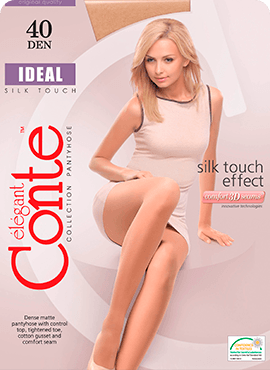 original quality
40
DEN
IDEAL
SILK TOUCH
élégant
Conte™
COLLECTION PANTYHOSE
silk touch
effect
comfort 3D seams
innovative technologies
Dense matte
pantyhose with control
top, tightened toe,
cotton gusset and
comfort seam